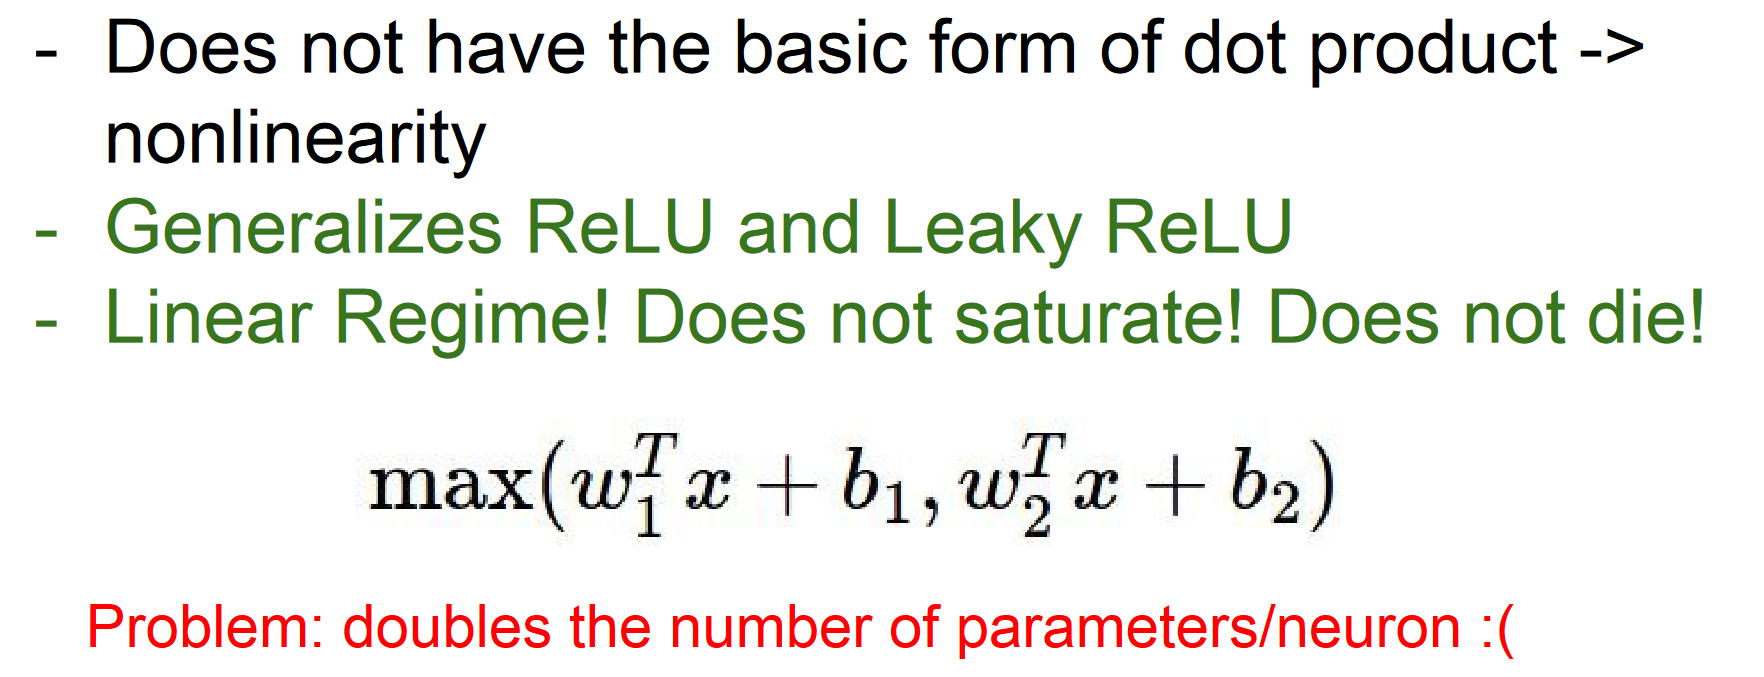 - Does not have the basic form of dot product ->
nonlinearity
- Generalizes ReLU and Leaky ReLU
- Linear Regime! Does not saturate! Does not die!
max(w_1^T x + b_1, w_2^T x + b_2)
Problem: doubles the number of parameters/neuron :(